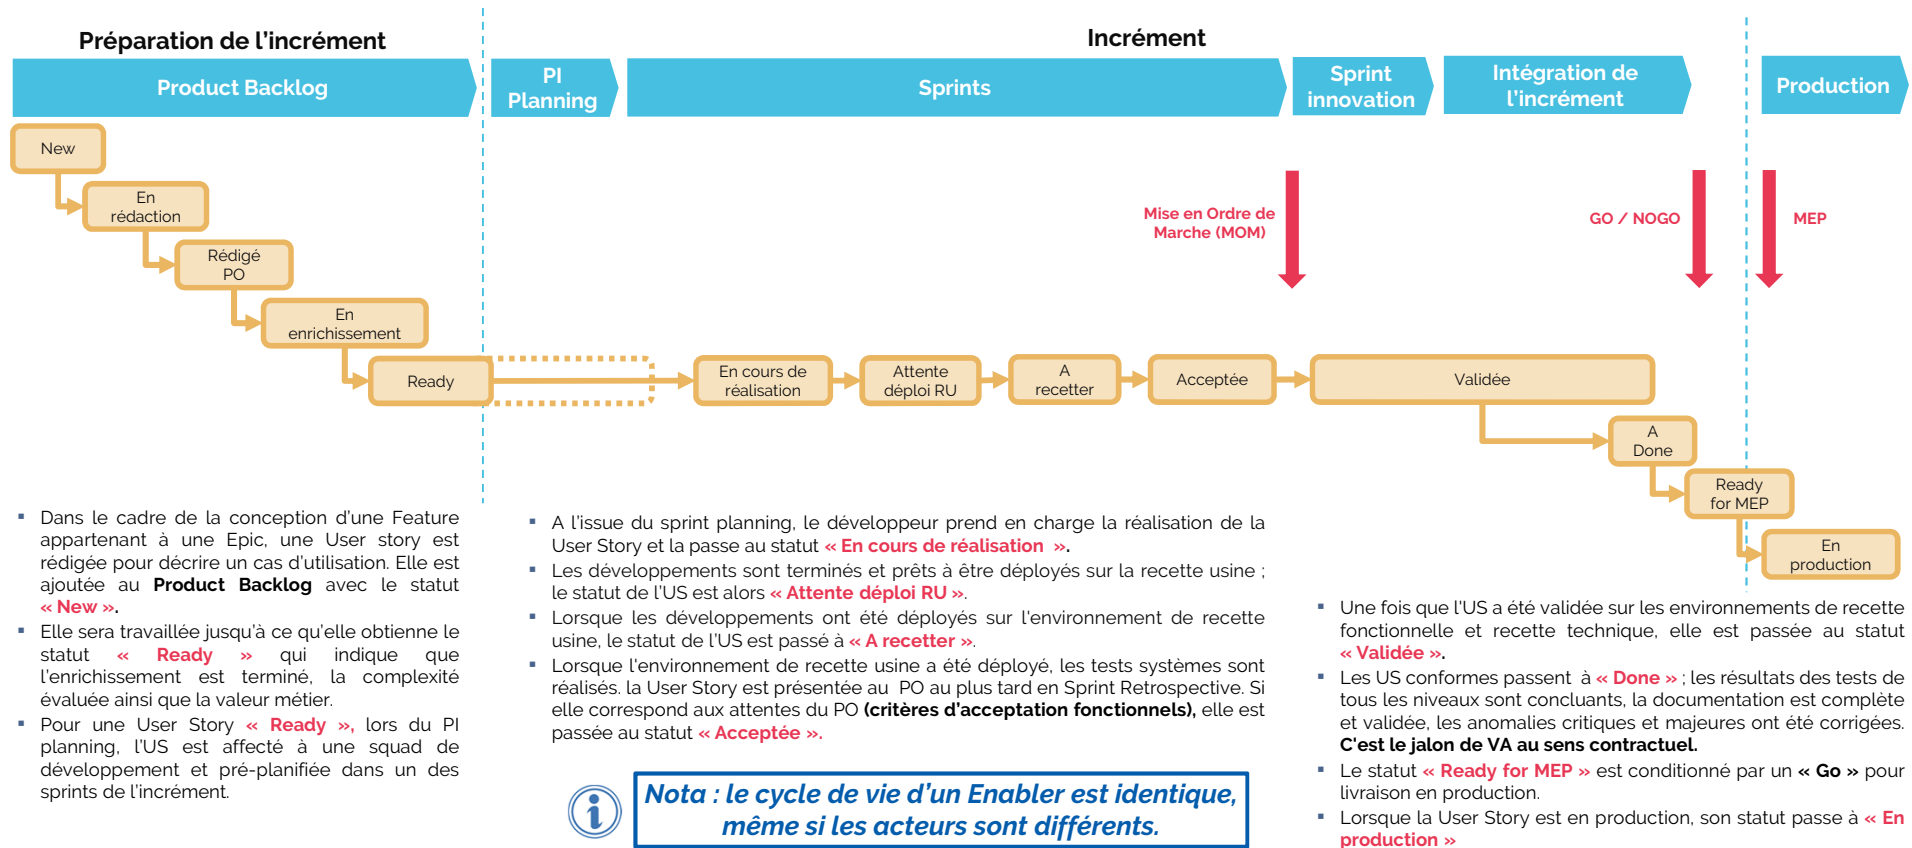 Préparation de l'incrément
Incrément
Product Backlog
PI
Planning
Sprints
Sprint
innovation
Intégration de
l'incrément
Production
New
En
rédaction
Rédigé
PO
En
enrichissement
Ready
Mise en Ordre de
Marche (MOM)
GO / NOGO
MEP
En cours de
réalisation
Attente
déploi RU
A
recetter
Acceptée
Validée
A
Done
Ready
for MEP
En
production
▪ Dans le cadre de la conception d'une Feature
appartenant à une Epic, une User story est
rédigée pour décrire un cas d'utilisation. Elle est
ajoutée au Product Backlog avec le statut
« New ».
▪ Elle sera travaillée jusqu'à ce qu'elle obtienne le
statut « Ready » qui indique que
l'enrichissement est terminé, la complexité
évaluée ainsi que la valeur métier.
▪ Pour une User Story « Ready », lors du PI
planning, l'US est affecté à une squad de
développement et pré-planifiée dans un des
sprints de l'incrément.
▪ A l'issue du sprint planning, le développeur prend en charge la réalisation de la
User Story et la passe au statut « En cours de réalisation ».
▪ Les développements sont terminés et prêts à être déployés sur la recette usine ;
le statut de l'US est alors « Attente déploi RU ».
▪ Lorsque les développements ont été déployés sur l'environnement de recette
usine, le statut de l'US est passé à « A recetter ».
▪ Lorsque l'environnement de recette usine a été déployé, les tests systèmes sont
réalisés. la User Story est présentée au PO au plus tard en Sprint Retrospective. Si
elle correspond aux attentes du PO (critères d'acceptation fonctionnels), elle est
passée au statut « Acceptée ».
i
Nota : le cycle de vie d'un Enabler est identique,
même si les acteurs sont différents.
▪ Une fois que l'US a été validée sur les environnements de recette
fonctionnelle et recette technique, elle est passée au statut
« Validée ».
▪ Les US conformes passent à « Done » ; les résultats des tests de
tous les niveaux sont concluants, la documentation est complète
et validée, les anomalies critiques et majeures ont été corrigées.
C'est le jalon de VA au sens contractuel.
▪ Le statut « Ready for MEP » est conditionné par un « Go » pour
livraison en production.
▪ Lorsque la User Story est en production, son statut passe à « En
production »